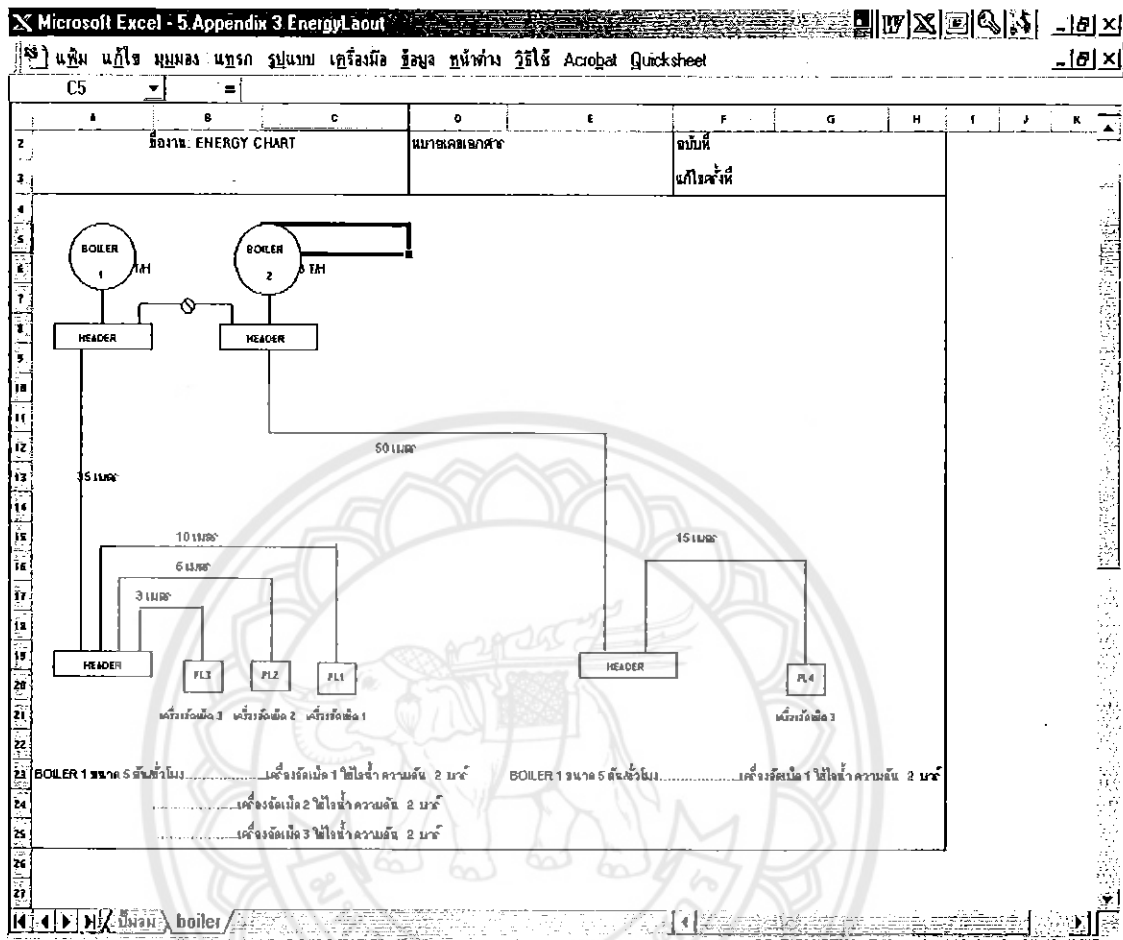 Microsoft Excel - 5.Appendix 3 EnergyLaout
แฟ้ม แก้ไข มุมมอง แทรก รูปแบบ เครื่องมือ ข้อมูล หน้าต่าง วิธีใช้ Acrobat Quicksheet
C5 =
A B C D E F G H I J K
ชื่องาน: ENERGY CHART หมายเลขเอกสาร ฉบับที่
แก้ไขครั้งที่
BOILER 1 T/H
BOILER 2 T/H
HEADER HEADER
50 เมตร
35 เมตร
10 เมตร 15 เมตร
6 เมตร
3 เมตร
HEADER PL3 PL2 PL1 HEADER PL4
เครื่องอัดเม็ด 3 เครื่องอัดเม็ด 2 เครื่องอัดเม็ด 1 เครื่องอัดเม็ด 3
BOILER 1 ขนาด 5 ตัน/ชั่วโมง....................เครื่องอัดเม็ด 1 ใช้ไอน้ำ ความดัน 2 บาร์ BOILER 1 ขนาด 5 ตัน/ชั่วโมง....................เครื่องอัดเม็ด 1 ใช้ไอน้ำ ความดัน 2 บาร์
....................เครื่องอัดเม็ด 2 ใช้ไอน้ำ ความดัน 2 บาร์
....................เครื่องอัดเม็ด 3 ใช้ไอน้ำ ความดัน 2 บาร์
ปั๊มลม boiler